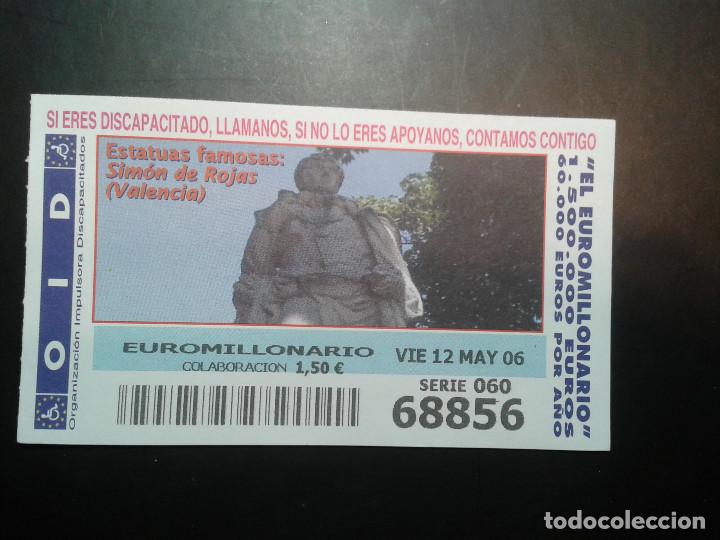 SI ERES DISCAPACITADO, LLAMANOS, SI NO LO ERES APOYANOS, CONTAMOS CONTIGO
OID
Organización Impulsora Discapacitados
Estatuas famosas:
Simón de Rojas
(Valencia)
EUROMILLONARIO VIE 12 MAY 06
COLABORACION 1,50 €
SERIE 060
68856
"EL EUROMILLONARIO"
1.500.000 EUROS
60.000 EUROS POR AÑO
todocoleccion.net